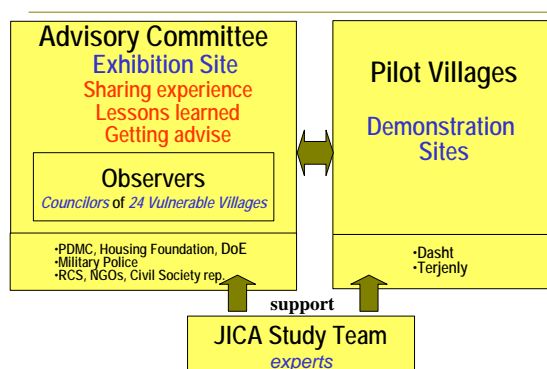 Advisory Committee
Exhibition Site
Sharing experience
Lessons learned
Getting advise
Observers
Councilors of 24 Vulnerable Villages
•PDMC, Housing Foundation, DoE
•Military Police
•RCS, NGOs, Civil Society rep.
Pilot Villages
Demonstration
Sites
•Dasht
•Terjenly
support
JICA Study Team
experts